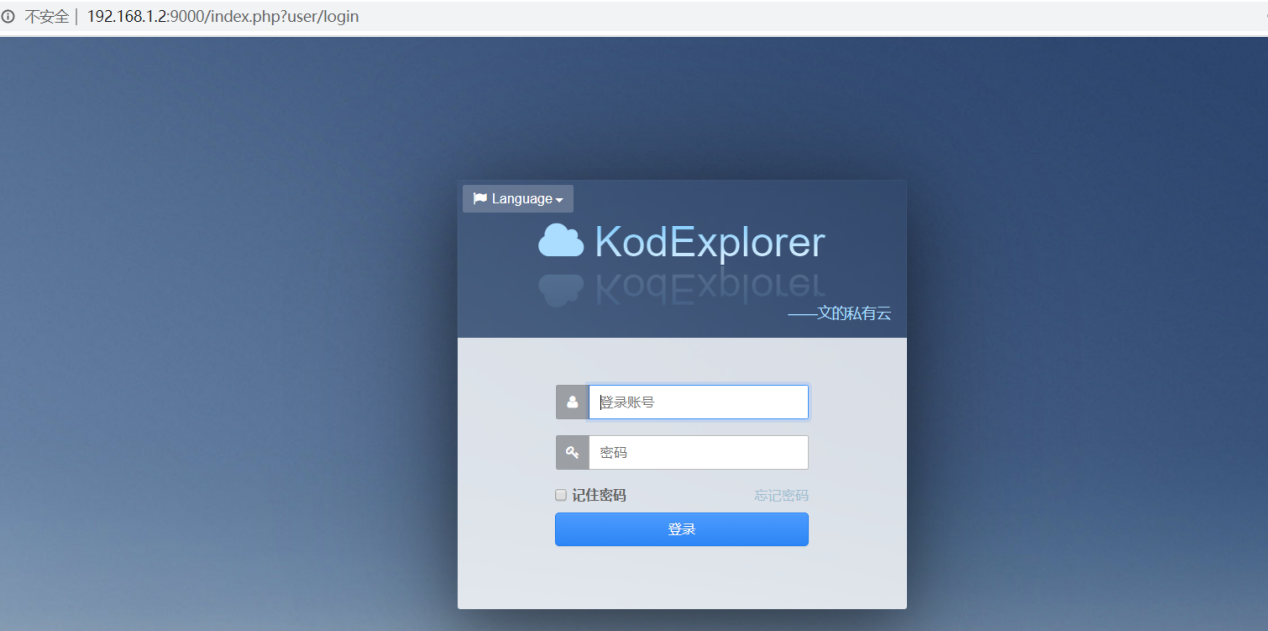 不安全 | 192.168.1.2:9000/index.php?user/login
Language
KodExplorer
——文的私有云
登录账号
密码
记住密码 忘记密码
登录